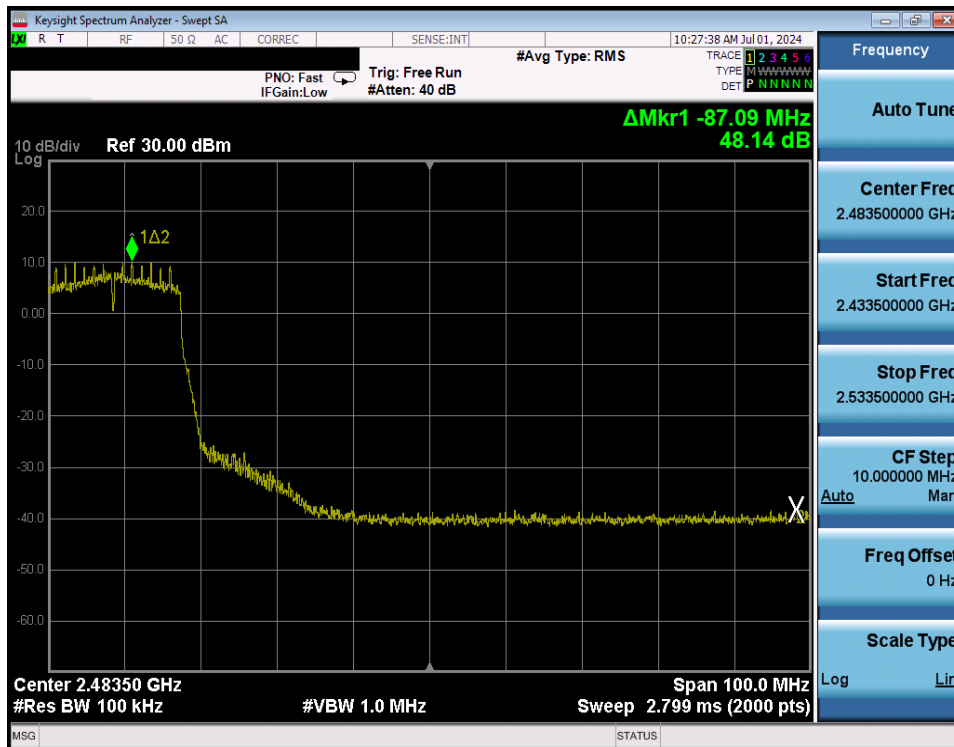 Keysight Spectrum Analyzer - Swept SA
LXI R T RF 50 Ω AC CORREC SENSE:INT 10:27:38 AM Jul 01, 2024
#Avg Type: RMS
TRACE 1 2 3 4 5 6
PNO: Fast Trig: Free Run
TYPE M WWWWW
IFGain:Low #Atten: 40 dB
DET P N N N N N
ΔMkr1 -87.09 MHz
48.14 dB
10 dB/div Ref 30.00 dBm
Log
20.0
1Δ2
10.0
0.00
-10.0
-20.0
-30.0
-40.0
X
-50.0
-60.0
Center 2.48350 GHz Span 100.0 MHz
#Res BW 100 kHz #VBW 1.0 MHz Sweep 2.799 ms (2000 pts)
MSG STATUS
Frequency
Auto Tune
Center Freq
2.483500000 GHz
Start Freq
2.433500000 GHz
Stop Freq
2.533500000 GHz
CF Step
10.000000 MHz
Auto Man
Freq Offset
0 Hz
Scale Type
Log Lin